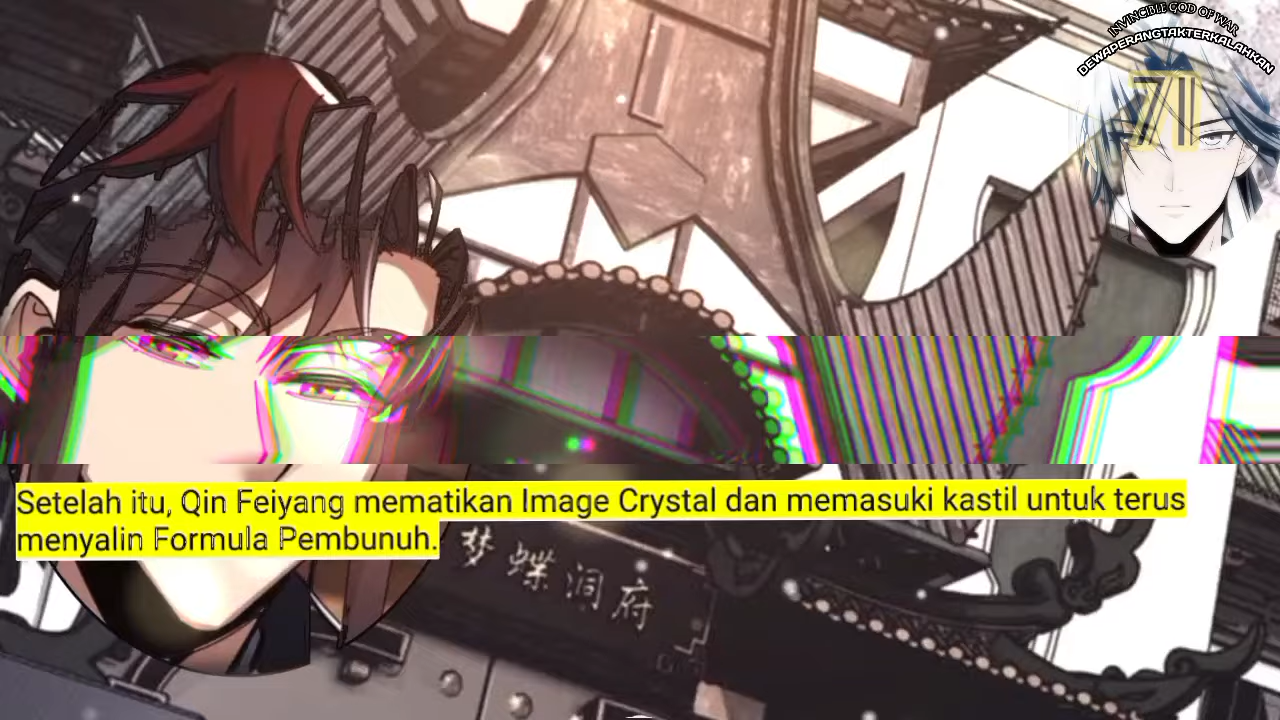 INVINCIBLE GOD OF WAR
DEWAPERANGTAKTERKALAHKAN
71
Setelah itu, Qin Feiyang mematikan Image Crystal dan memasuki kastil untuk terus
menyalin Formula Pembunuh.
梦蝶洞府